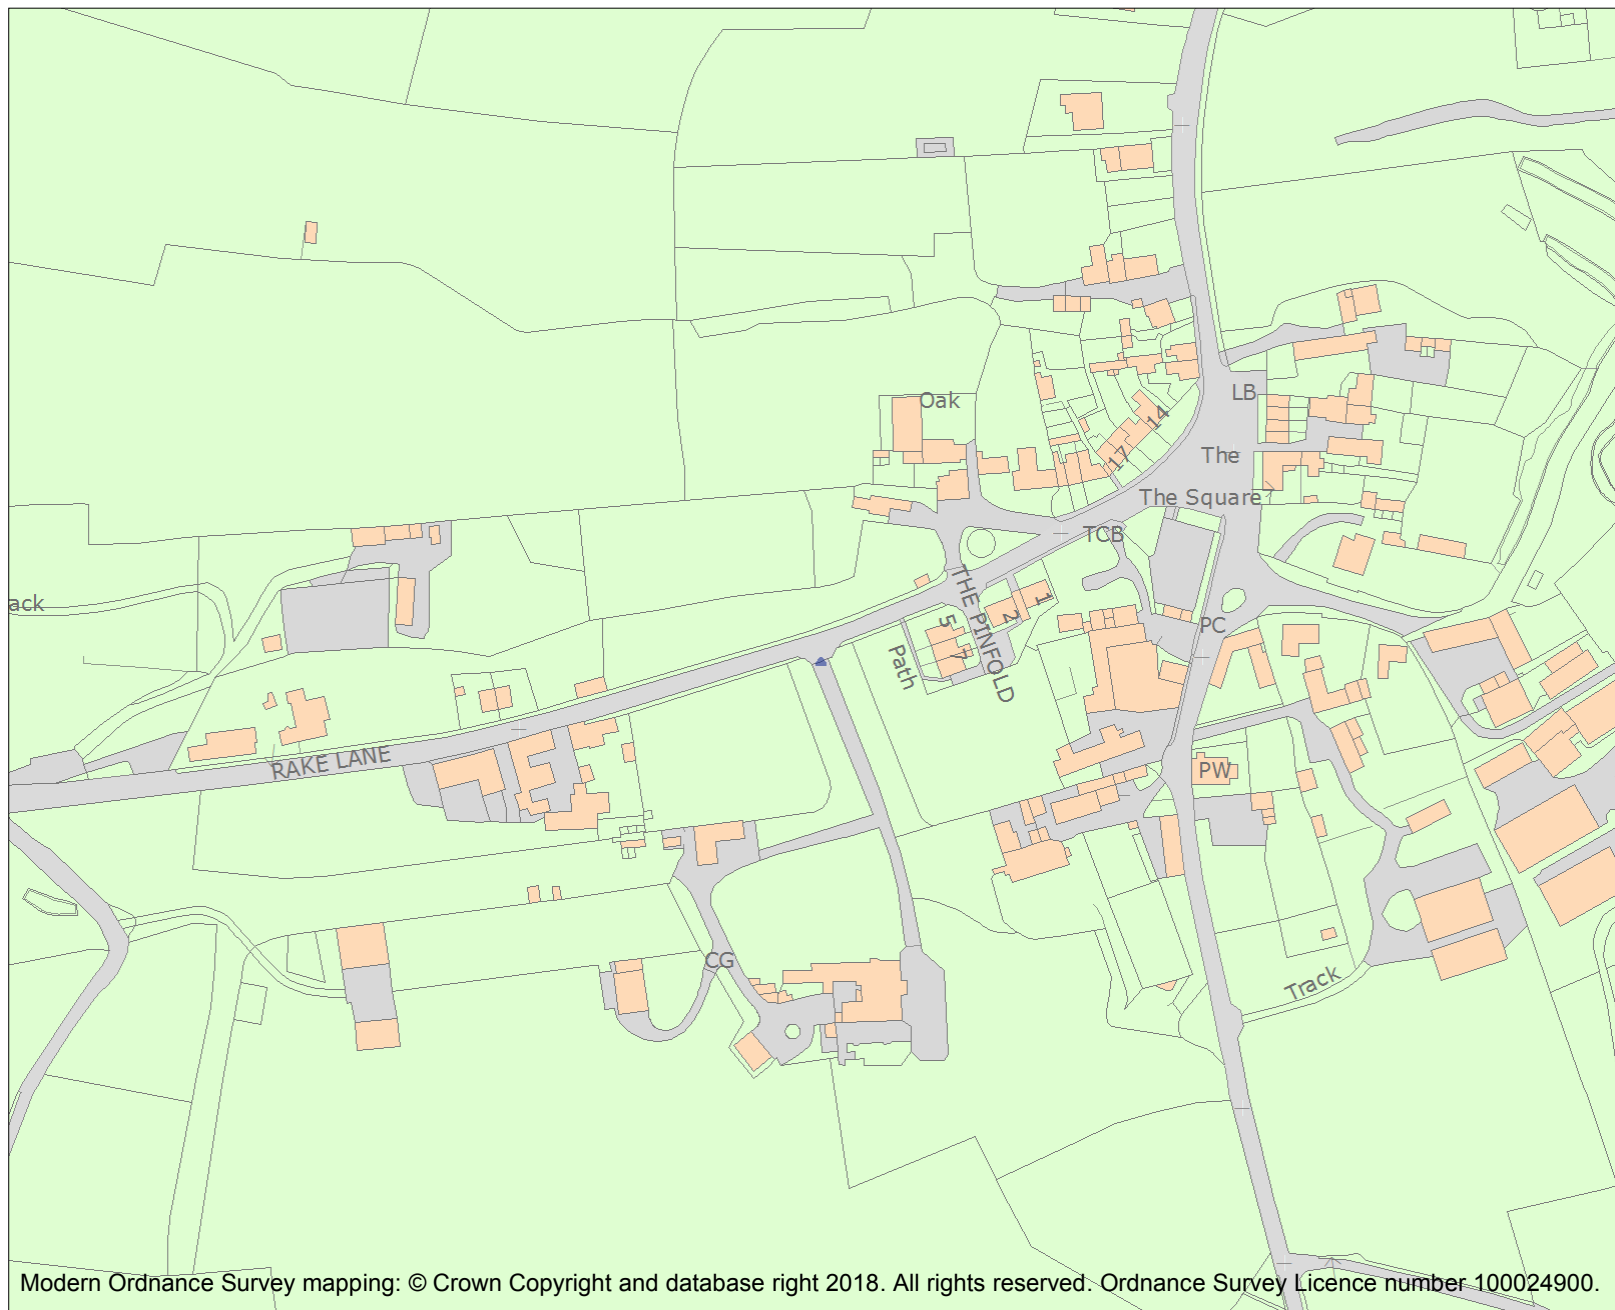 Oak
LB
14
17
The
The Square
7
TCB
ack
THE PINFOLD
1
2
5
7
PC
Path
RAKE LANE
PW
CG
Track
Modern Ordnance Survey mapping: © Crown Copyright and database right 2018. All rights reserved. Ordnance Survey Licence number 100024900.